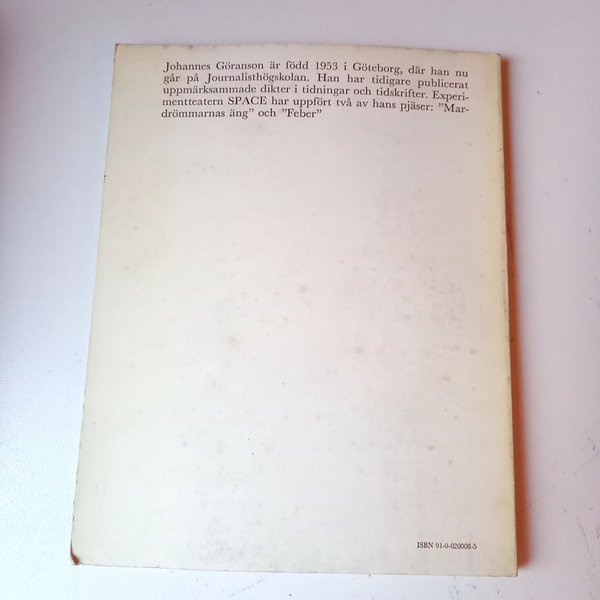 Johannes Göranson är född 1953 i Göteborg, där han nu
går på Journalisthögskolan. Han har tidigare publicerat
uppmärksammade dikter i tidningar och tidskrifter. Experi-
mentteatern SPACE har uppfört två av hans pjäser: ”Mar-
drömmarnas äng” och ”Feber”
ISBN 91-0-020008-5